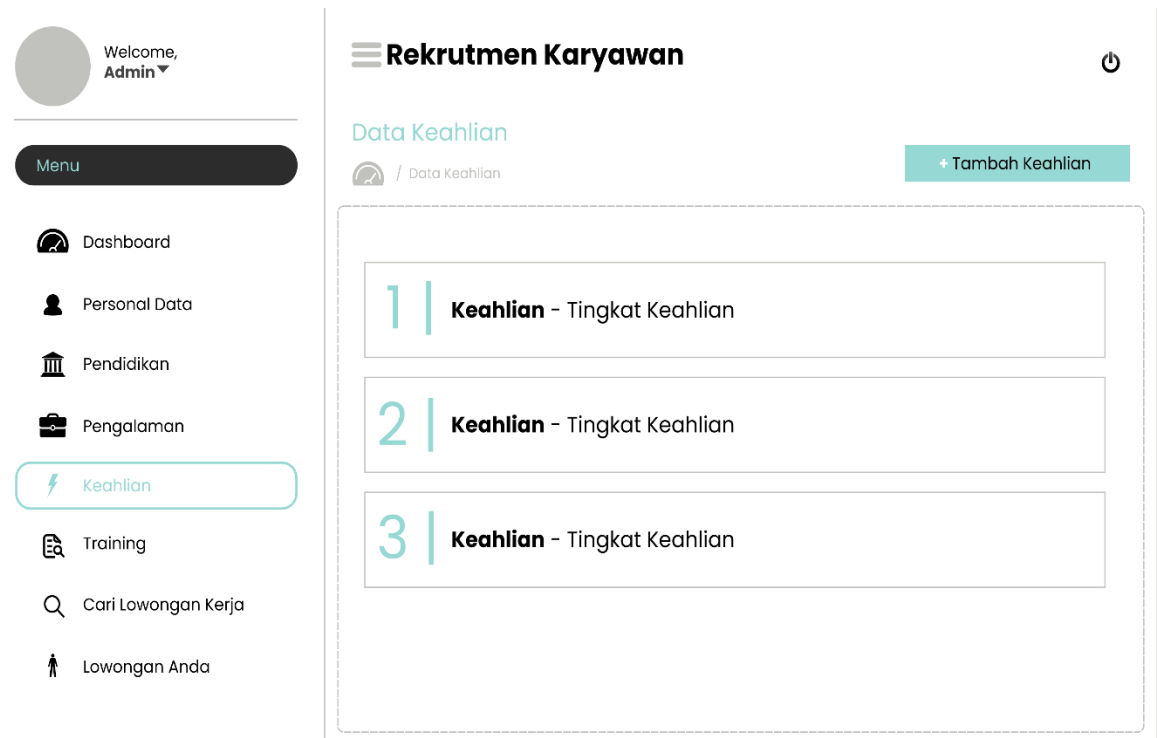 Welcome,
Admin
Menu
Dashboard
Personal Data
Pendidikan
Pengalaman
Keahlian
Training
Cari Lowongan Kerja
Lowongan Anda
Rekrutmen Karyawan
Data Keahlian
/ Data Keahlian
+ Tambah Keahlian
1 Keahlian - Tingkat Keahlian
2 Keahlian - Tingkat Keahlian
3 Keahlian - Tingkat Keahlian